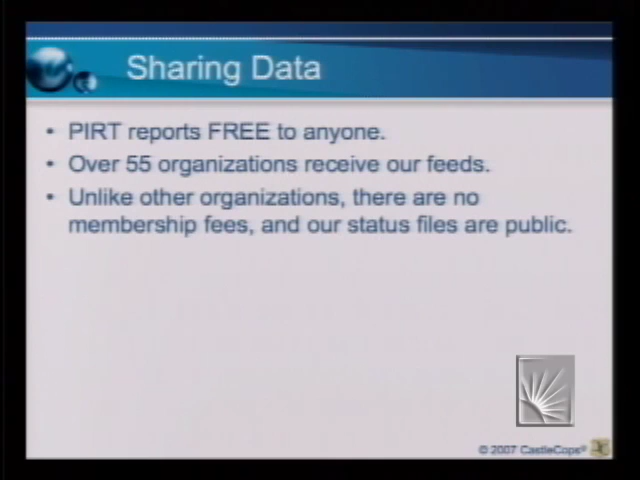 Sharing Data
• PIRT reports FREE to anyone.
• Over 55 organizations receive our feeds.
• Unlike other organizations, there are no
membership fees, and our status files are public.
© 2007 CastleCops®